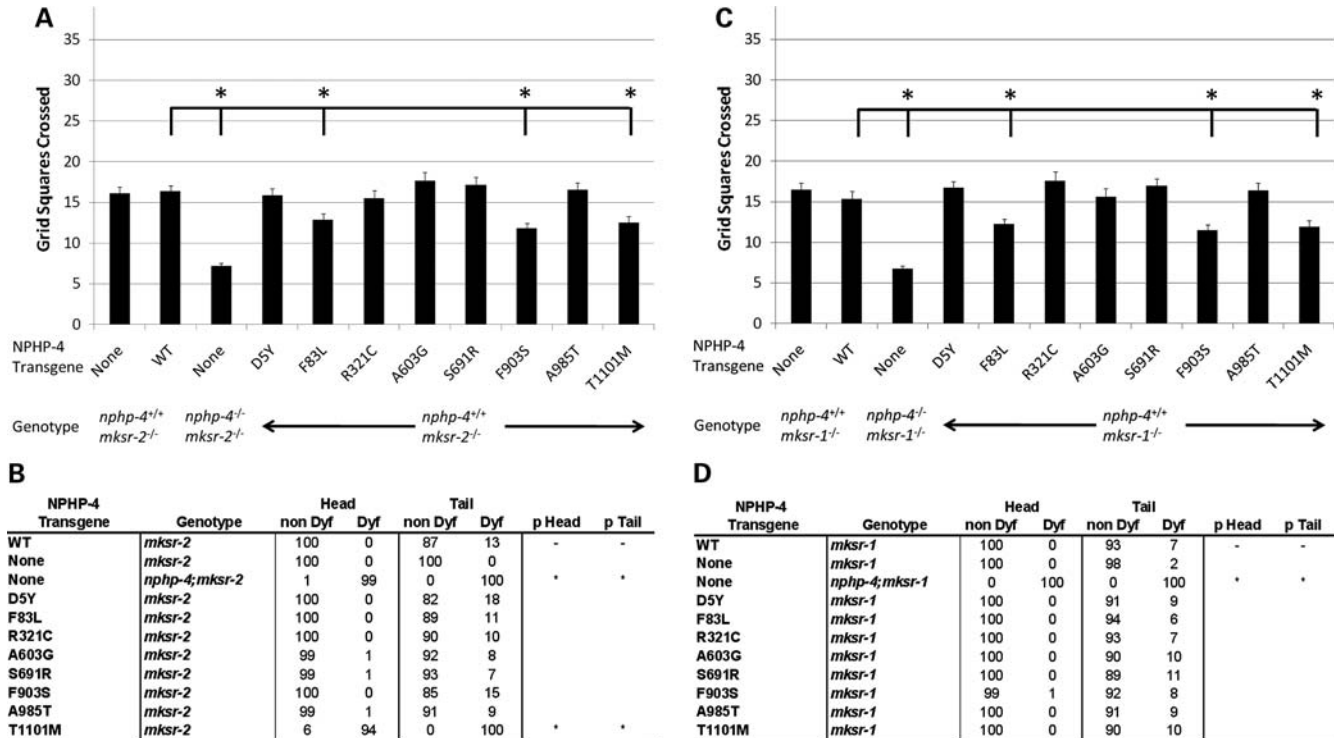 A
Grid Squares Crossed
35
30
25
20
15
10
5
0
* * * *
NPHP-4
Transgene
None WT None D5Y F83L R321C A603G S691R F903S A985T T1101M
Genotype
nphp-4+/+ nphp-4-/- nphp-4+/+
mksr-2-/- mksr-2-/- mksr-2-/-
C
Grid Squares Crossed
35
30
25
20
15
10
5
0
* * * *
NPHP-4
Transgene
None WT None D5Y F83L R321C A603G S691R F903S A985T T1101M
Genotype
nphp-4+/+ nphp-4-/- nphp-4+/+
mksr-1-/- mksr-1-/- mksr-1-/-
B
NPHP-4 Head Tail
Transgene Genotype non Dyf Dyf non Dyf Dyf p Head p Tail
WT mksr-2 100 0 87 13 - -
None mksr-2 100 0 100 0
None nphp-4;mksr-2 1 99 0 100 * *
D5Y mksr-2 100 0 82 18
F83L mksr-2 100 0 89 11
R321C mksr-2 100 0 90 10
A603G mksr-2 99 1 92 8
S691R mksr-2 99 1 93 7
F903S mksr-2 100 0 85 15
A985T mksr-2 99 1 91 9
T1101M mksr-2 6 94 0 100 * *
D
NPHP-4 Head Tail
Transgene Genotype non Dyf Dyf non Dyf Dyf p Head p Tail
WT mksr-1 100 0 93 7 - -
None mksr-1 100 0 98 2
None nphp-4;mksr-1 0 100 0 100 * *
D5Y mksr-1 100 0 91 9
F83L mksr-1 100 0 94 6
R321C mksr-1 100 0 93 7
A603G mksr-1 100 0 90 10
S691R mksr-1 100 0 89 11
F903S mksr-1 99 1 92 8
A985T mksr-1 100 0 91 9
T1101M mksr-1 100 0 90 10